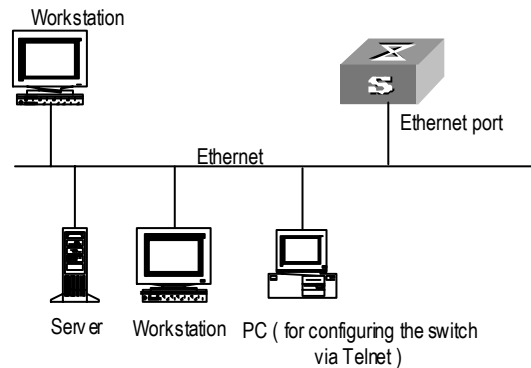 Workstation
S
Ethernet port
Ethernet
Server
Workstation
PC ( for configuring the switch
via Telnet )